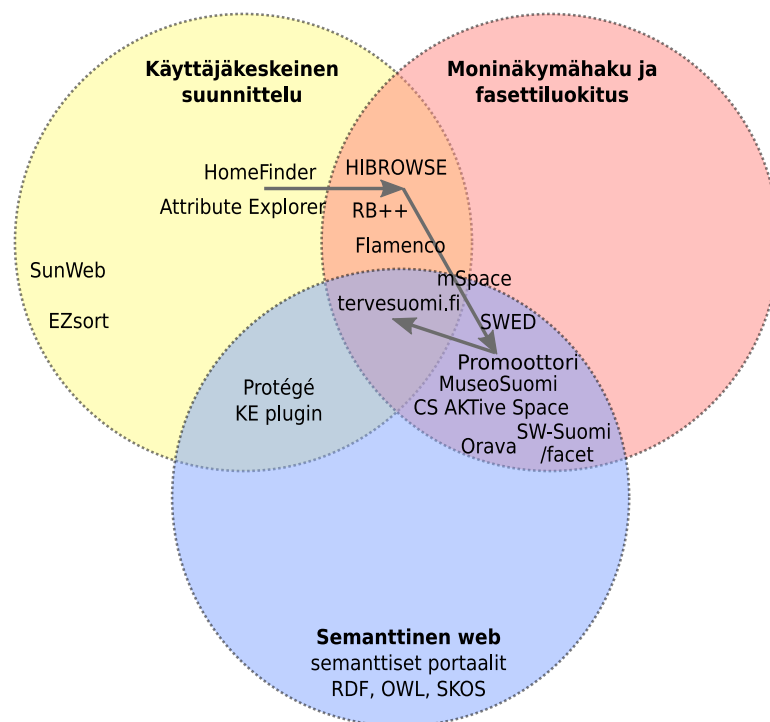 Käyttäjäkeskeinen
suunnittelu
Moninäkymähaku ja
fasettiluokitus
HomeFinder
Attribute Explorer
HIBROWSE
RB++
Flamenco
SunWeb
EZsort
mSpace
tervesuomi.fi
SWED
Promoottori
MuseoSuomi
CS AKTive Space
SW-Suomi
Orava
/facet
Protégé
KE plugin
Semanttinen web
semanttiset portaalit
RDF, OWL, SKOS